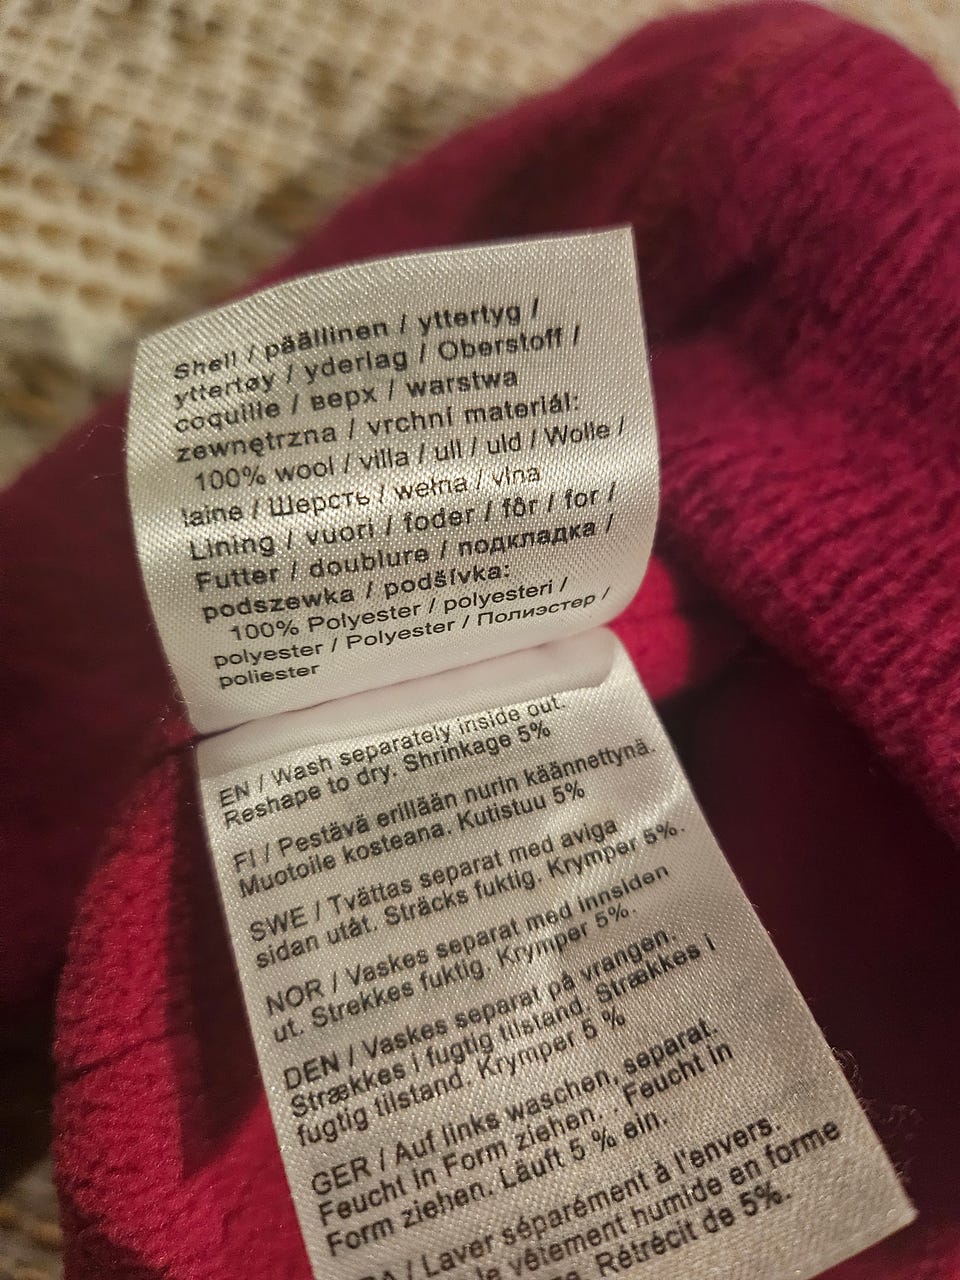 Shell / päällinen / yttertyg /
yttertøy / yderlag / Oberstoff /
coquille / верх / warstwa
zewnętrzna / vrchní materiál:
100% wool / villa / ull / uld / Wolle /
laine / Шерсть / wełna / vlna
Lining / vuori / foder / fôr / for /
Futter / doublure / подкладка /
podszewka / podšívka:
100% Polyester / polyesteri /
polyester / Polyester / Полиэстер /
poliester
EN / Wash separately inside out.
Reshape to dry. Shrinkage 5%
FI / Pestävä erillään nurin käännettynä.
Muotoile kosteana. Kutistuu 5%
SWE / Tvättas separat med aviga
sidan utåt. Sträcks fuktig. Krymper 5%.
NOR / Vaskes separat med innsiden
ut. Strekkes fuktig. Krymper 5%.
DEN / Vaskes separat på vrangen.
Strækkes i fugtig tilstand. Strækkes i
fugtig tilstand. Krymper 5 %
GER / Auf links waschen, separat.
Feucht in Form ziehen. . Feucht in
Form ziehen. Läuft 5 % ein.
/ Laver séparément à l'envers.
le vêtement humide en forme
Rétrécit de 5%.